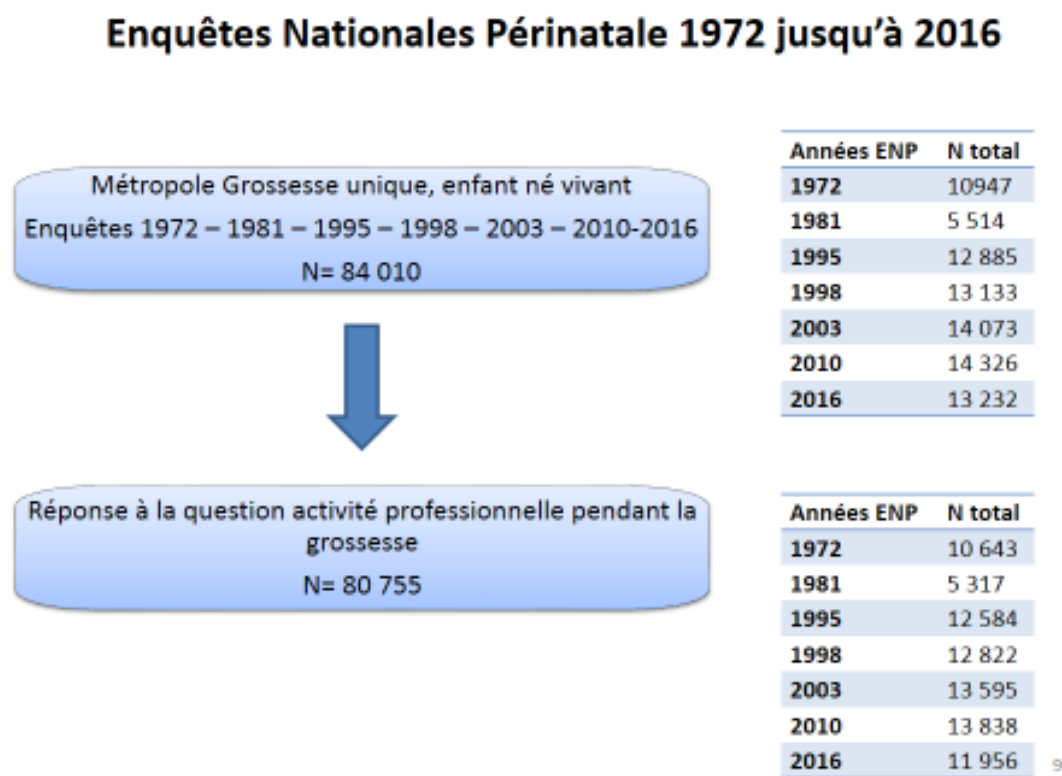 Enquêtes Nationales Périnatale 1972 jusqu'à 2016
Métropole Grossesse unique, enfant né vivant
Enquêtes 1972 – 1981 – 1995 – 1998 – 2003 – 2010-2016
N= 84 010
Années ENP N total
1972 10947
1981 5 514
1995 12 885
1998 13 133
2003 14 073
2010 14 326
2016 13 232
Réponse à la question activité professionnelle pendant la
grossesse
N= 80 755
Années ENP N total
1972 10 643
1981 5 317
1995 12 584
1998 12 822
2003 13 595
2010 13 838
2016 11 956
9